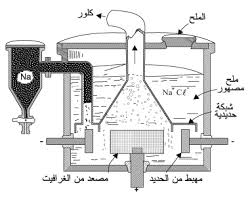 كلور
الملح
Na
Na⁺Cℓ⁻
ملح
مصهور
شبكة
حديدية
مصعد من الغرافيت
مهبط من الحديد